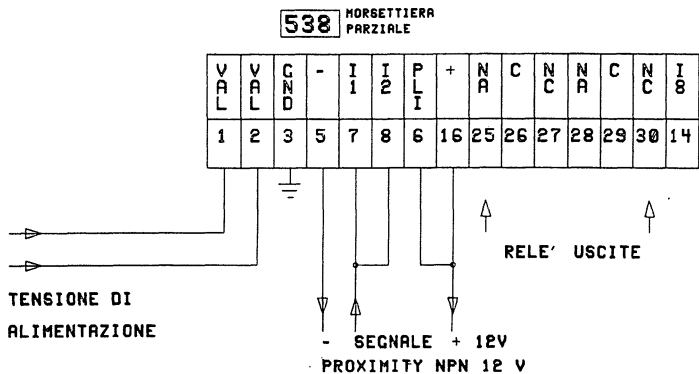 538 MORSETTIERA
PARZIALE
VAL VAL GND - I1 I2 PLI + NA C NC NA C NC I8
1 2 3 5 7 8 6 16 25 26 27 28 29 30 14
RELE' USCITE
TENSIONE DI
ALIMENTAZIONE
- SEGNALE + 12V
PROXIMITY NPN 12 V